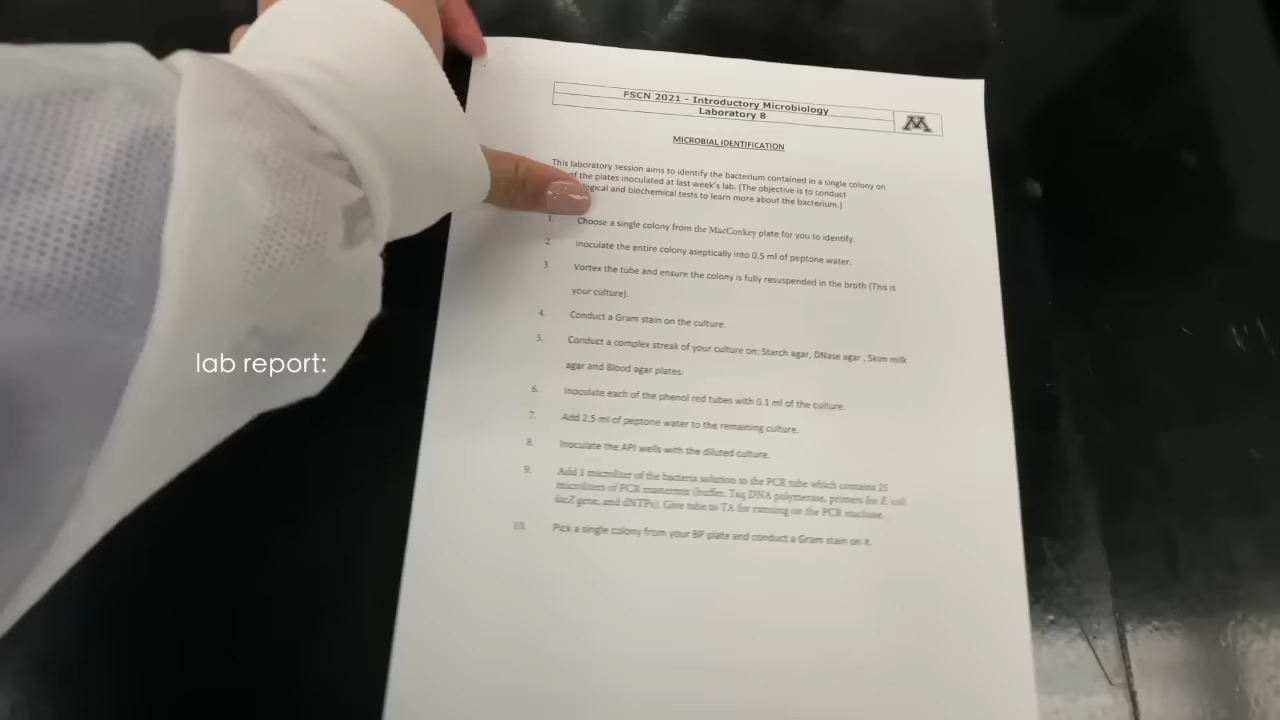 FSCN 2021 - Introductory Microbiology
Laboratory 8
M
MICROBIAL IDENTIFICATION
This laboratory session aims to identify the bacterium contained in a single colony on
of the plates inoculated at last week's lab. (The objective is to conduct
logical and biochemical tests to learn more about the bacterium.)
1. Choose a single colony from the MacConkey plate for you to identify.
2. Inoculate the entire colony aseptically into 0.5 ml of peptone water.
3. Vortex the tube and ensure the colony is fully resuspended in the broth (This is
your culture).
4. Conduct a Gram stain on the culture.
5. Conduct a complex streak of your culture on: Starch agar, DNase agar , Skim milk
agar and Blood agar plates.
6. Inoculate each of the phenol red tubes with 0.1 ml of the culture.
7. Add 2.5 ml of peptone water to the remaining culture.
8. Inoculate the API wells with the diluted culture.
9. Add 1 microliter of the bacteria solution to the PCR tube which contains 25
microliters of PCR mastermix (buffer, Taq DNA polymerase, primers for E. coli
lacZ gene, and dNTPs). Give tube to TA for running on the PCR machine.
10. Pick a single colony from your BP plate and conduct a Gram stain on it.
lab report: